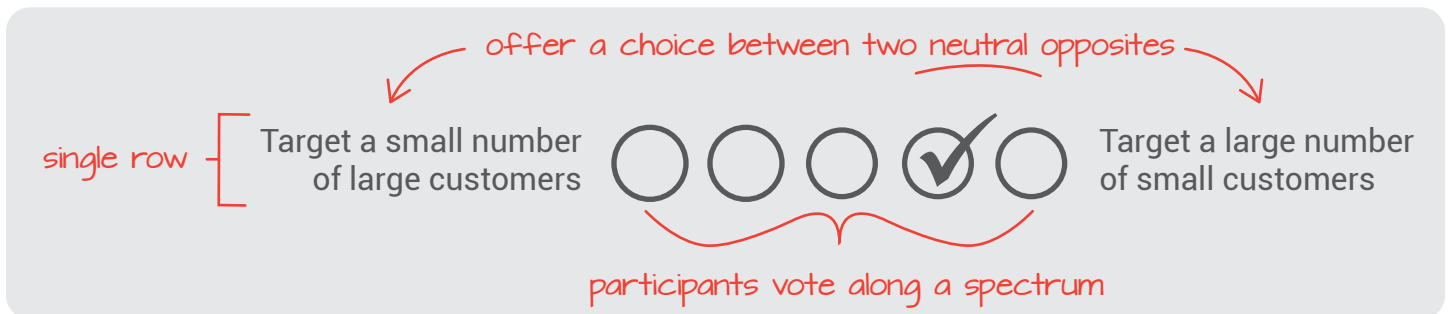 offer a choice between two neutral opposites
single row
Target a small number
of large customers
Target a large number
of small customers
participants vote along a spectrum